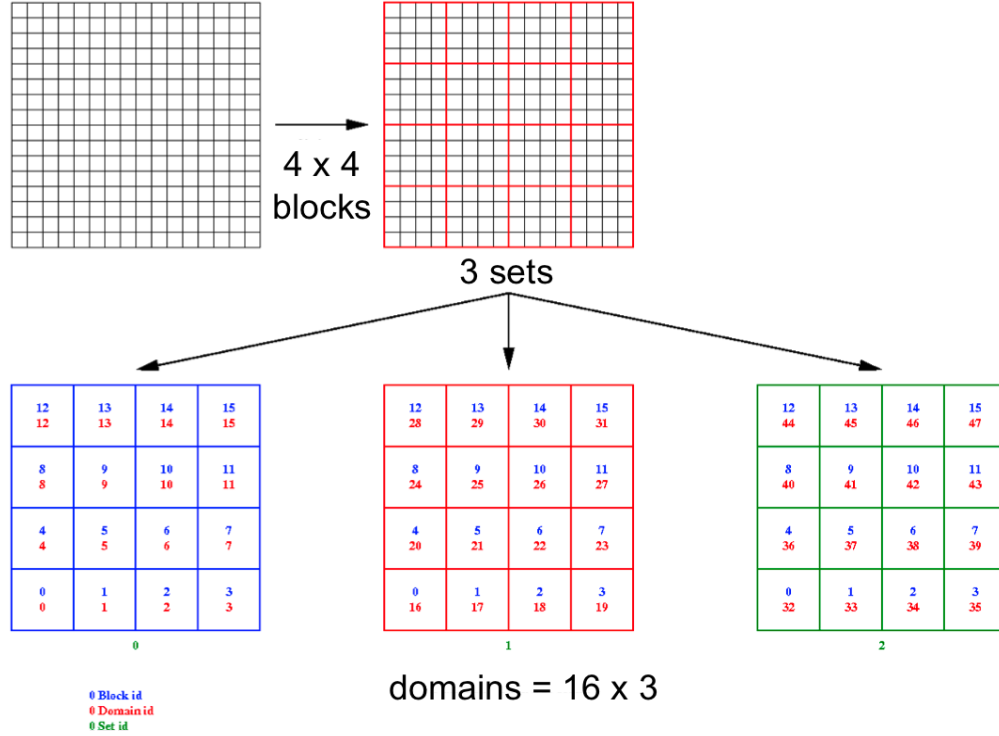 4 x 4
blocks
3 sets
12 13 14 15
12 13 14 15
8 9 10 11
8 9 10 11
4 5 6 7
4 5 6 7
0 1 2 3
0 1 2 3
0
12 13 14 15
28 29 30 31
8 9 10 11
24 25 26 27
4 5 6 7
20 21 22 23
0 1 2 3
16 17 18 19
1
12 13 14 15
44 45 46 47
8 9 10 11
40 41 42 43
4 5 6 7
36 37 38 39
0 1 2 3
32 33 34 35
2
0 Block id
0 Domain id
0 Set id
domains = 16 x 3